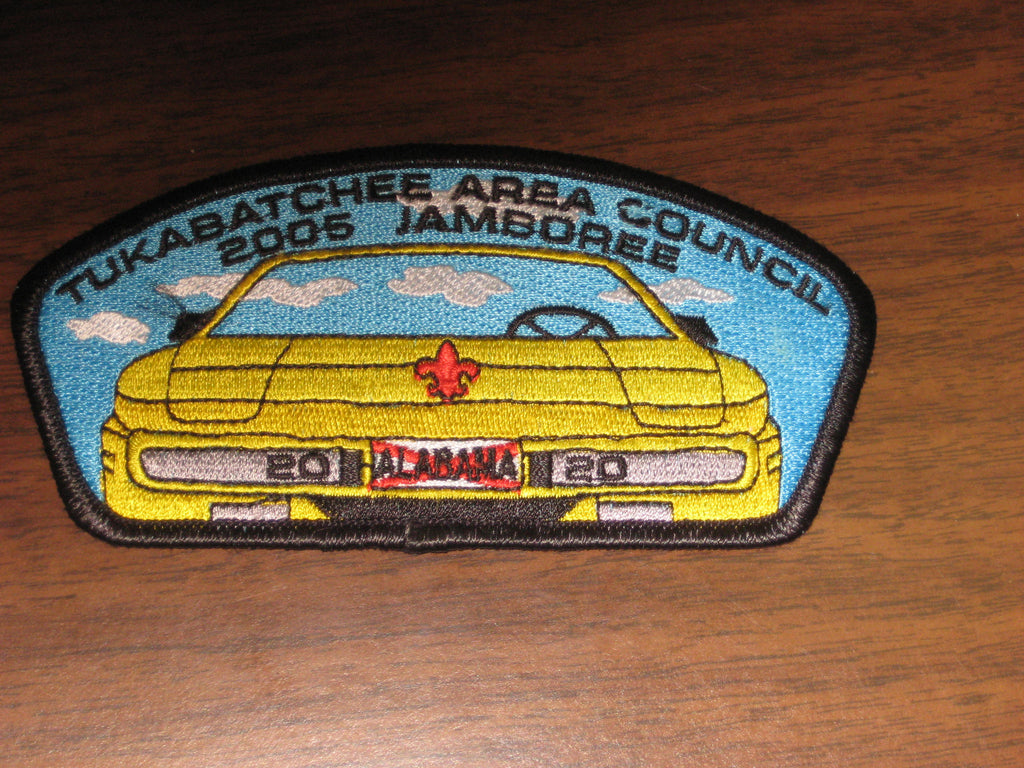 TUKABATCHEE AREA COUNCIL
2005 JAMBOREE
20 ALABAMA 20